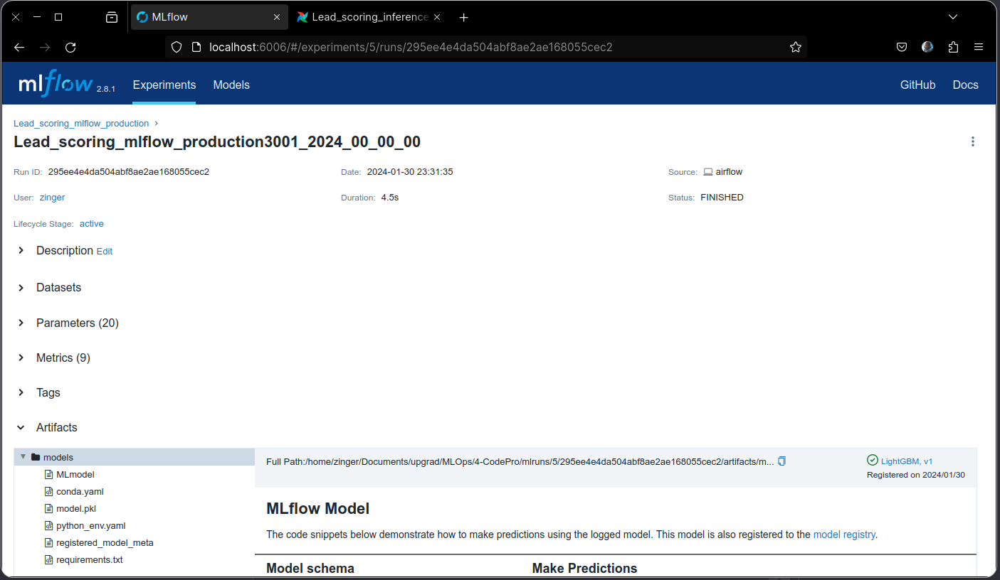 MLflow
Lead_scoring_inference
localhost:6006/#/experiments/5/runs/295ee4e4da504abf8ae2ae168055cec2
mlflow 2.8.1 Experiments Models GitHub Docs
Lead_scoring_mlflow_production
Lead_scoring_mlflow_production3001_2024_00_00_00
Run ID: 295ee4e4da504abf8ae2ae168055cec2 Date: 2024-01-30 23:31:35 Source: airflow
User: zinger Duration: 4.5s Status: FINISHED
Lifecycle Stage: active
Description Edit
Datasets
Parameters (20)
Metrics (9)
Tags
Artifacts
models
MLmodel
conda.yaml
model.pkl
python_env.yaml
registered_model_meta
requirements.txt
Full Path:/home/zinger/Documents/upgrad/MLOps/4-CodePro/mlruns/5/295ee4e4da504abf8ae2ae168055cec2/artifacts/m...
LightGBM, v1
Registered on 2024/01/30
MLflow Model
The code snippets below demonstrate how to make predictions using the logged model. This model is also registered to the model registry.
Model schema Make Predictions